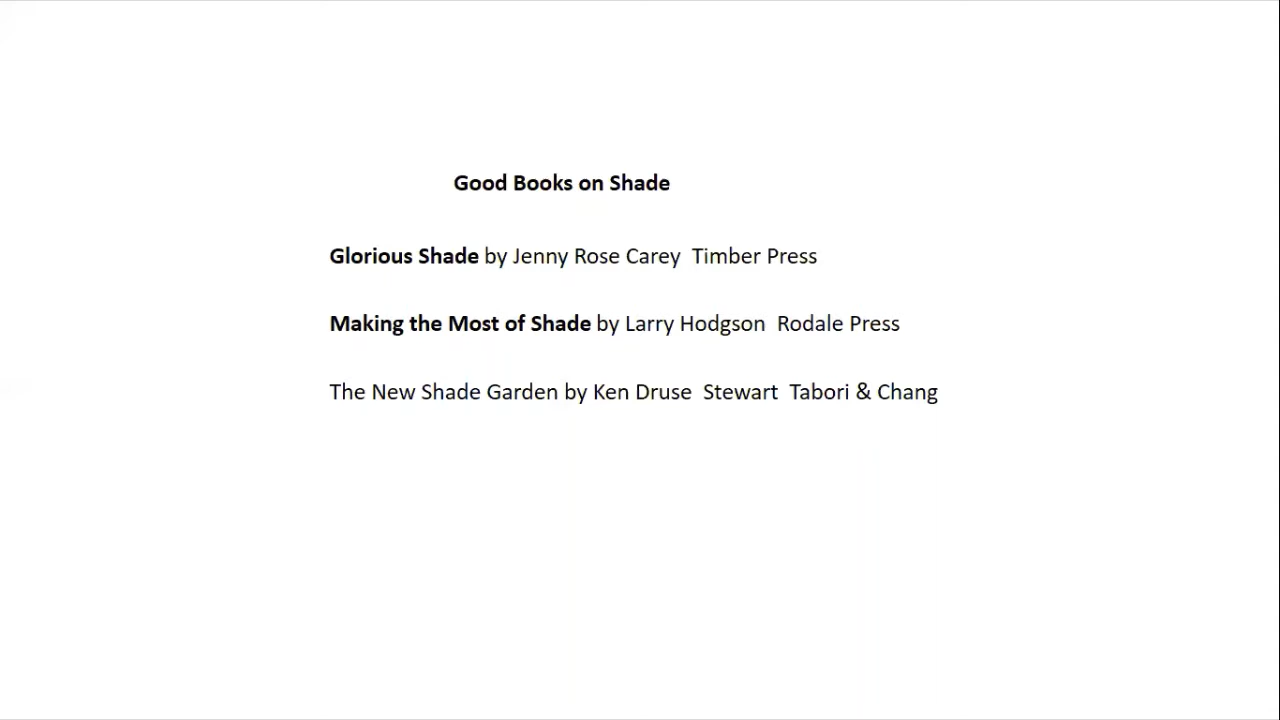 Good Books on Shade
Glorious Shade by Jenny Rose Carey  Timber Press
Making the Most of Shade by Larry Hodgson  Rodale Press
The New Shade Garden by Ken Druse  Stewart  Tabori & Chang